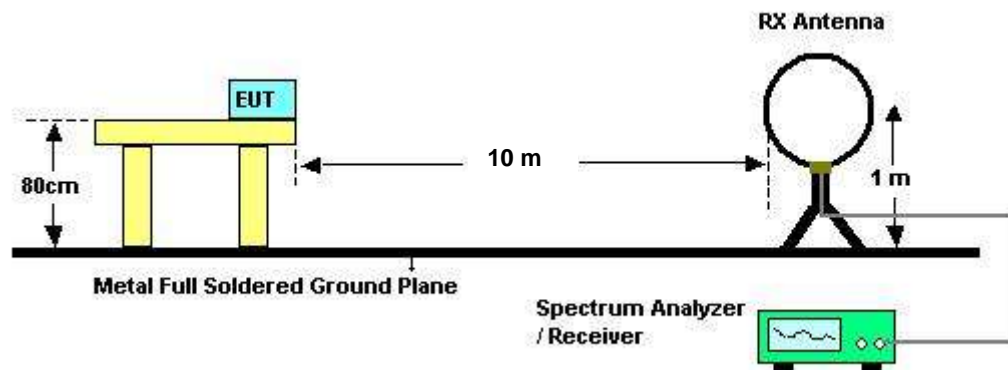 RX Antenna
EUT
10 m
80cm
1 m
Metal Full Soldered Ground Plane
Spectrum Analyzer
/ Receiver